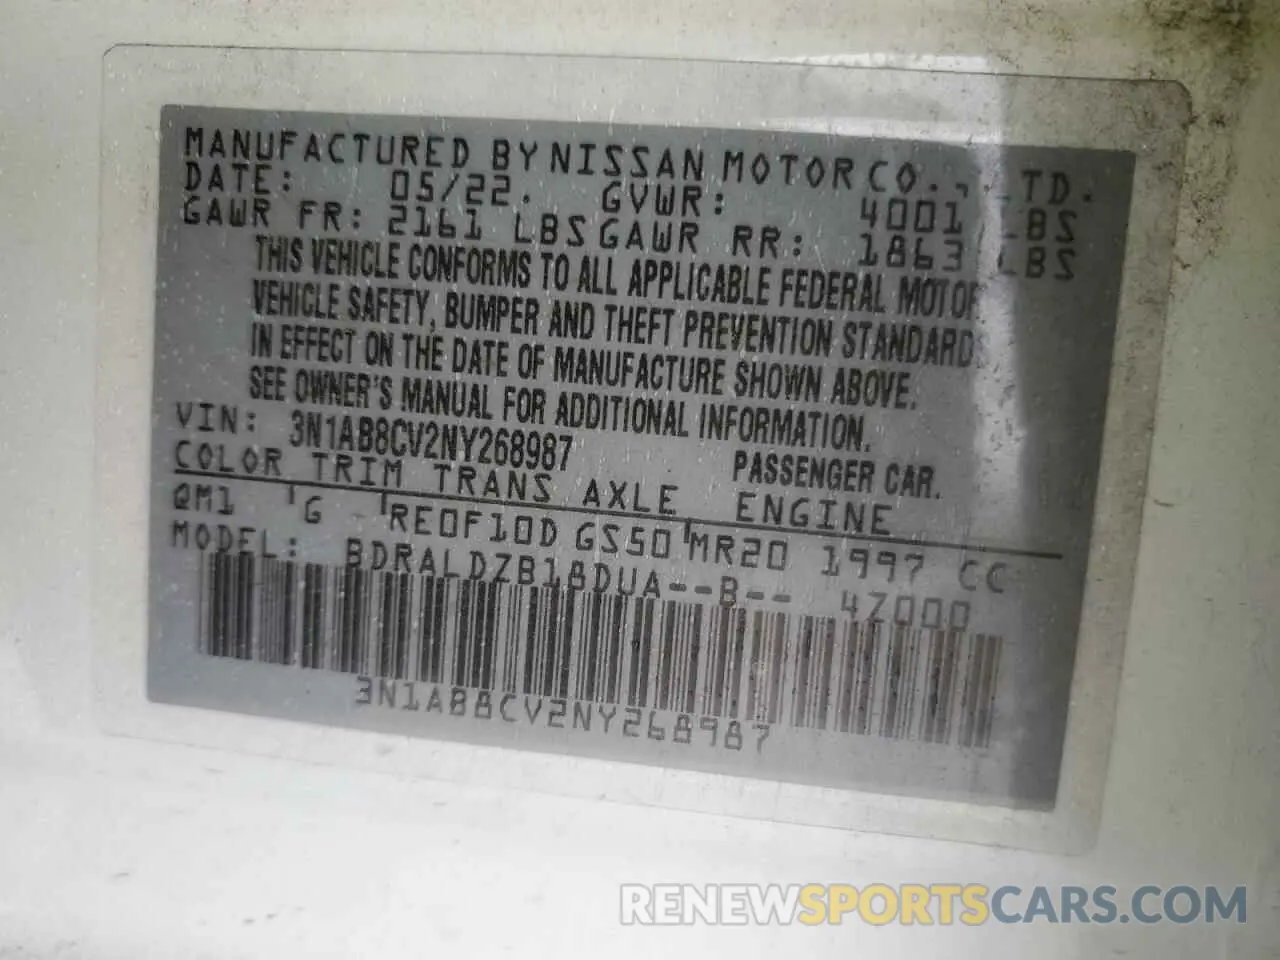 MANUFACTURED BY NISSAN MOTOR CO., LTD.
DATE: 05/22. GVWR: 4001 LBS
GAWR FR: 2161 LBS GAWR RR: 1863 LBS
THIS VEHICLE CONFORMS TO ALL APPLICABLE FEDERAL MOTOR
VEHICLE SAFETY, BUMPER AND THEFT PREVENTION STANDARDS
IN EFFECT ON THE DATE OF MANUFACTURE SHOWN ABOVE.
SEE OWNER'S MANUAL FOR ADDITIONAL INFORMATION.
VIN: 3N1AB8CV2NY268987 PASSENGER CAR.
COLOR TRIM TRANS AXLE ENGINE
QM1 G RE0F10D GS50 MR20 1997 CC
MODEL: BDRALDZB18DUA--B-- 4Z000
3N1AB8CV2NY268987
RENEWSPORTSCARS.COM